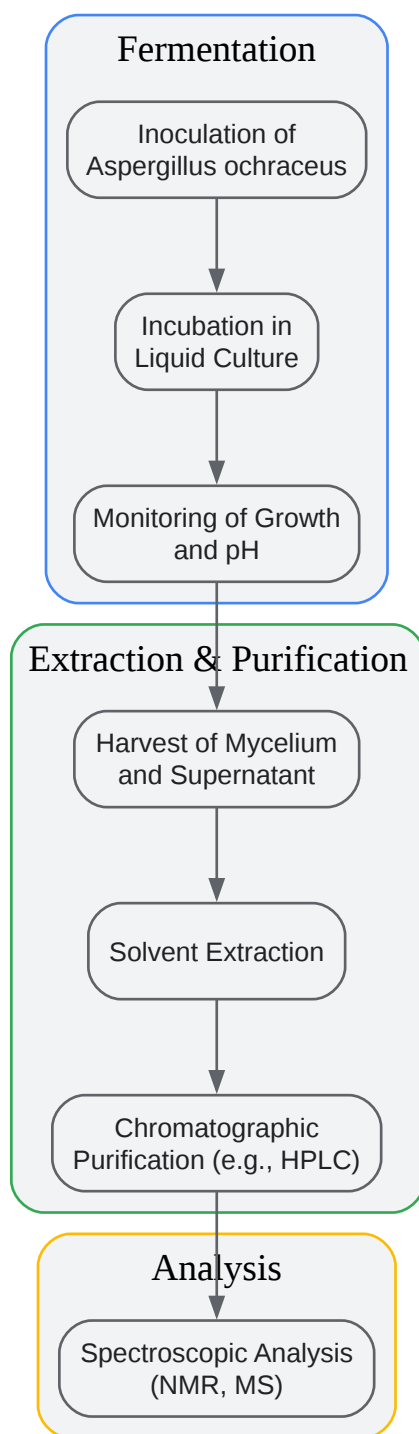 Fermentation
Inoculation of
Aspergillus ochraceus
Incubation in
Liquid Culture
Monitoring of Growth
and pH
Extraction & Purification
Harvest of Mycelium
and Supernatant
Solvent Extraction
Chromatographic
Purification (e.g., HPLC)
Analysis
Spectroscopic Analysis
(NMR, MS)